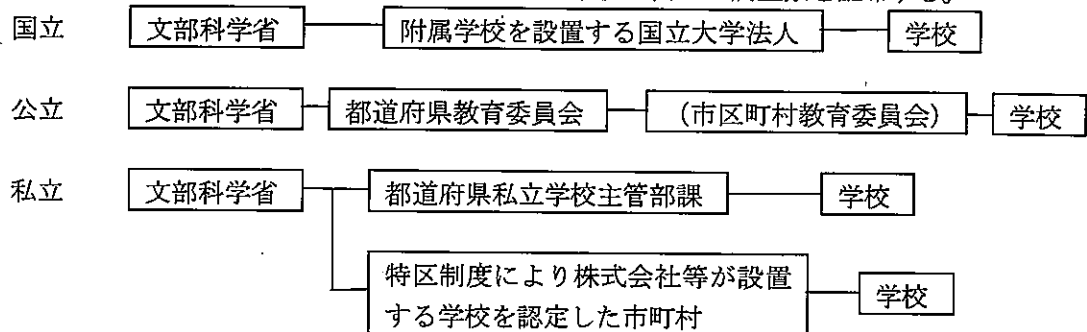 国立 文部科学省 附属学校を設置する国立大学法人 学校
公立 文部科学省 都道府県教育委員会 (市区町村教育委員会) 学校
私立 文部科学省 都道府県私立学校主管部課 学校
特区制度により株式会社等が設置
する学校を認定した市町村
学校